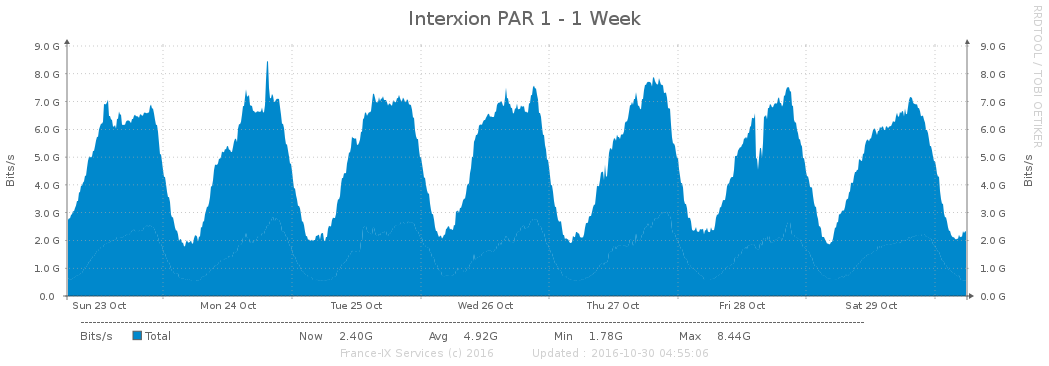 Interxion PAR 1 - 1 Week
RRDTOOL / TOBI OETIKER
9.0 G 9.0 G
8.0 G 8.0 G
7.0 G 7.0 G
6.0 G 6.0 G
5.0 G 5.0 G
4.0 G 4.0 G
3.0 G 3.0 G
2.0 G 2.0 G
1.0 G 1.0 G
0.0 0.0 G
Bits/s Bits/s
Sun 23 Oct Mon 24 Oct Tue 25 Oct Wed 26 Oct Thu 27 Oct Fri 28 Oct Sat 29 Oct
Bits/s Total Now 2.40G Avg 4.92G Min 1.78G Max 8.44G
France-IX Services (c) 2016 Updated : 2016-10-30 04:55:06